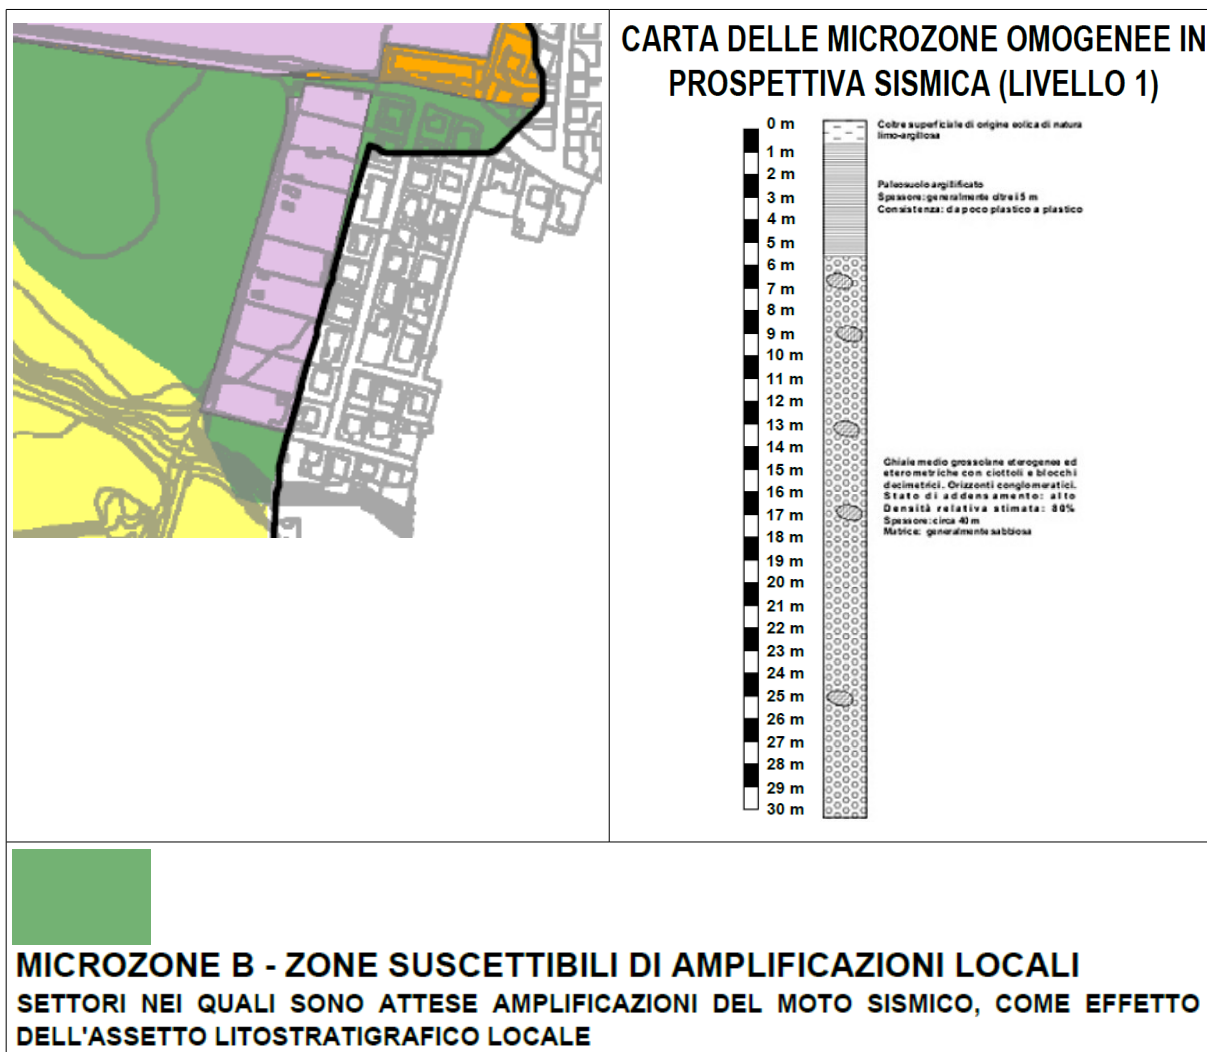 CARTA DELLE MICROZONE OMOGENEE IN
PROSPETTIVA SISMICA (LIVELLO 1)
0 m
1 m
2 m
3 m
4 m
5 m
6 m
7 m
8 m
9 m
10 m
11 m
12 m
13 m
14 m
15 m
16 m
17 m
18 m
19 m
20 m
21 m
22 m
23 m
24 m
25 m
26 m
27 m
28 m
29 m
30 m
Coltre superficiale di origine eolica di natura
limo-argillosa
Paleosuolo argillificato
Spessore: generalmente oltre i 5 m
Consistenza: da poco plastico a plastico
Ghiaie medio grossolane eterogenee ed
eterometriche con ciottoli e blocchi
decimetrici. Orizzonti conglomeratici.
Stato di addensamento: alto
Densità relativa stimata: 80%
Spessore: circa 40 m
Matrice: generalmente sabbiosa
MICROZONE B - ZONE SUSCETTIBILI DI AMPLIFICAZIONI LOCALI
SETTORI NEI QUALI SONO ATTESE AMPLIFICAZIONI DEL MOTO SISMICO, COME EFFETTO
DELL'ASSETTO LITOSTRATIGRAFICO LOCALE